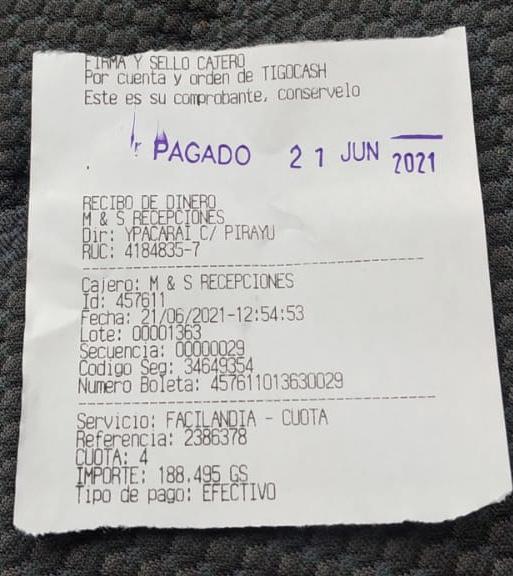 FIRMA Y SELLO CAJERO
Por cuenta y orden de TIGOCASH
Este es su comprobante, conservelo
PAGADO 21 JUN 2021
RECIBO DE DINERO
M & S RECEPCIONES
Dir: YPACARAI C/ PIRAYU
RUC: 4184835-7
Cajero: M & S RECEPCIONES
Id: 457611
Fecha: 21/06/2021-12:54:53
Lote: 00001363
Secuencia: 00000029
Codigo Seg: 34649354
Numero Boleta: 457611013630029
Servicio: FACILANDIA - CUOTA
Referencia: 2386378
CUOTA: 4
IMPORTE: 188.495 GS
Tipo de pago: EFECTIVO